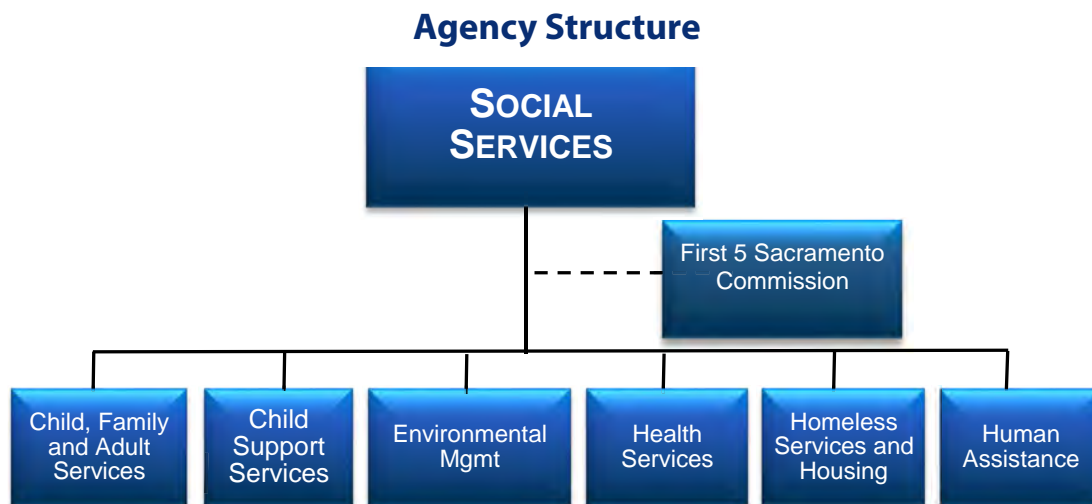 Agency Structure
SOCIAL
SERVICES
First 5 Sacramento
Commission
Child, Family
and Adult
Services
Child
Support
Services
Environmental
Mgmt
Health
Services
Homeless
Services and
Housing
Human
Assistance